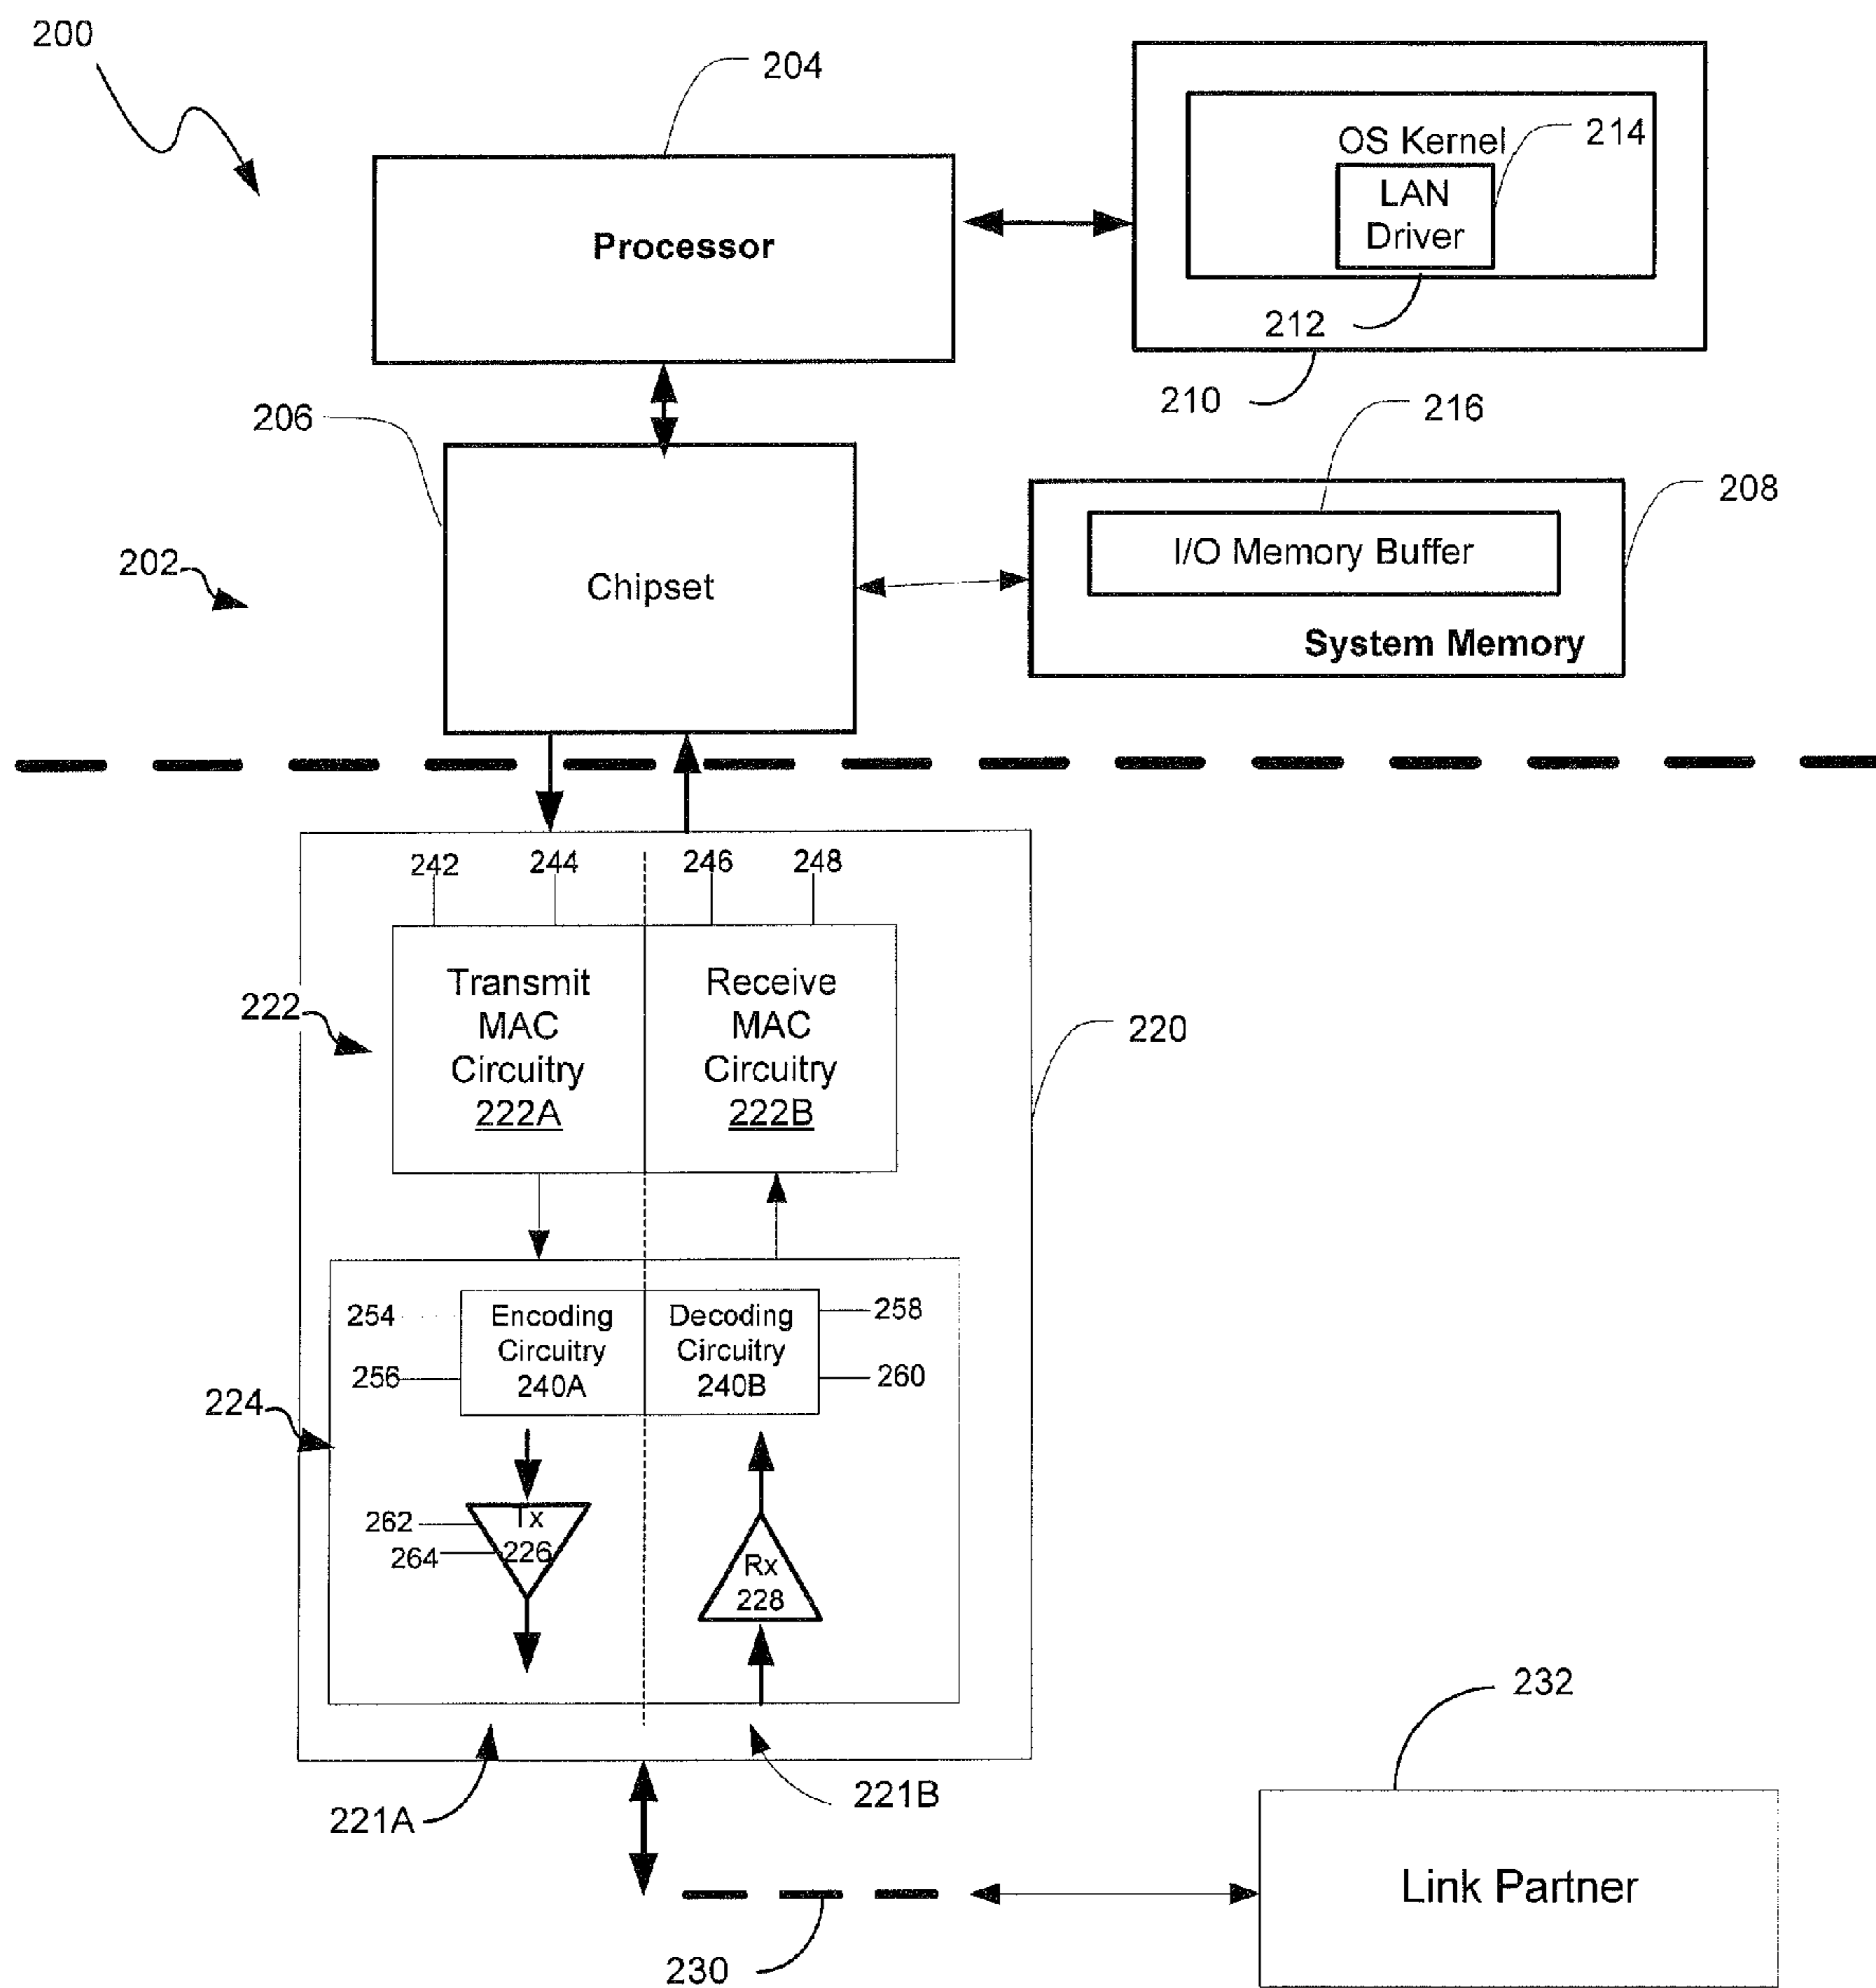 200
204
OS Kernel
214
LAN
Driver
Processor
212
210
206
216
208
I/O Memory Buffer
202
Chipset
System Memory
242 244 246 248
Transmit
MAC
Circuitry
222A
Receive
MAC
Circuitry
222B
222
220
254
256
Encoding
Circuitry
240A
Decoding
Circuitry
240B
258
260
224
262
264
Tx
226
Rx
228
232
221A
221B
Link Partner
230